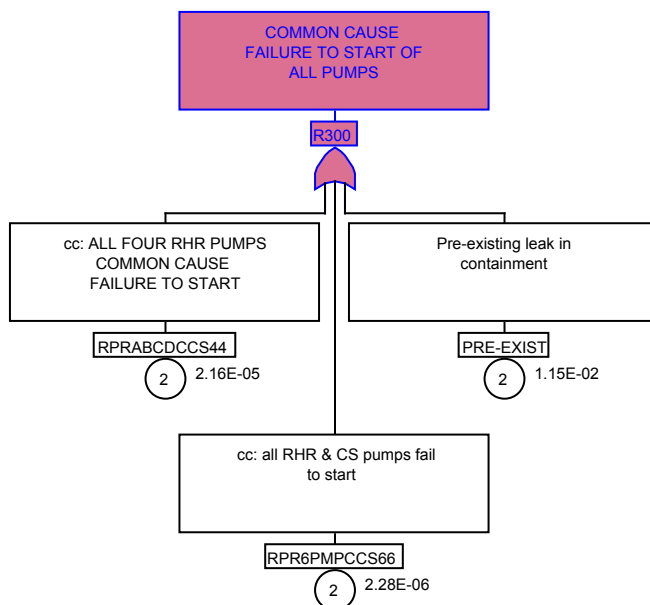 COMMON CAUSE
FAILURE TO START OF
ALL PUMPS
R300
cc: ALL FOUR RHR PUMPS
COMMON CAUSE
FAILURE TO START
RPRABCDCCS44
2
2.16E-05
Pre-existing leak in
containment
PRE-EXIST
2
1.15E-02
cc: all RHR & CS pumps fail
to start
RPR6PMPCCS66
2
2.28E-06